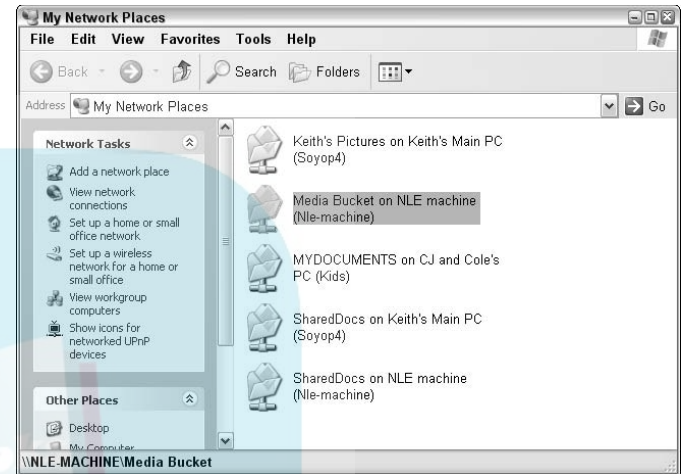 My Network Places
File Edit View Favorites Tools Help
Back Search Folders
Address My Network Places Go
Network Tasks
Add a network place
View network
connections
Set up a home or small
office network
Set up a wireless
network for a home or
small office
View workgroup
computers
Show icons for
networked UPnP
devices
Other Places
Desktop
My Computer
Keith's Pictures on Keith's Main PC
(Soyop4)
Media Bucket on NLE machine
(Nle-machine)
MYDOCUMENTS on CJ and Cole's
PC (Kids)
SharedDocs on Keith's Main PC
(Soyop4)
SharedDocs on NLE machine
(Nle-machine)
\\NLE-MACHINE\Media Bucket